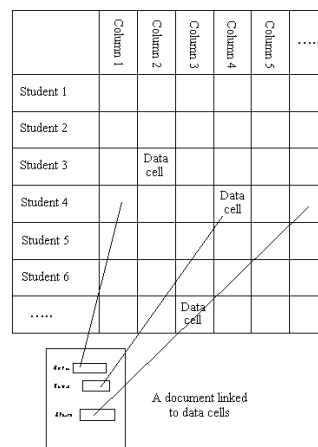 Column 1
Column 2
Column 3
Column 4
Column 5
.....
Student 1
Student 2
Student 3
Data
cell
Student 4
Data
cell
Student 5
Student 6
.....
Data
cell
A document linked
to data cells